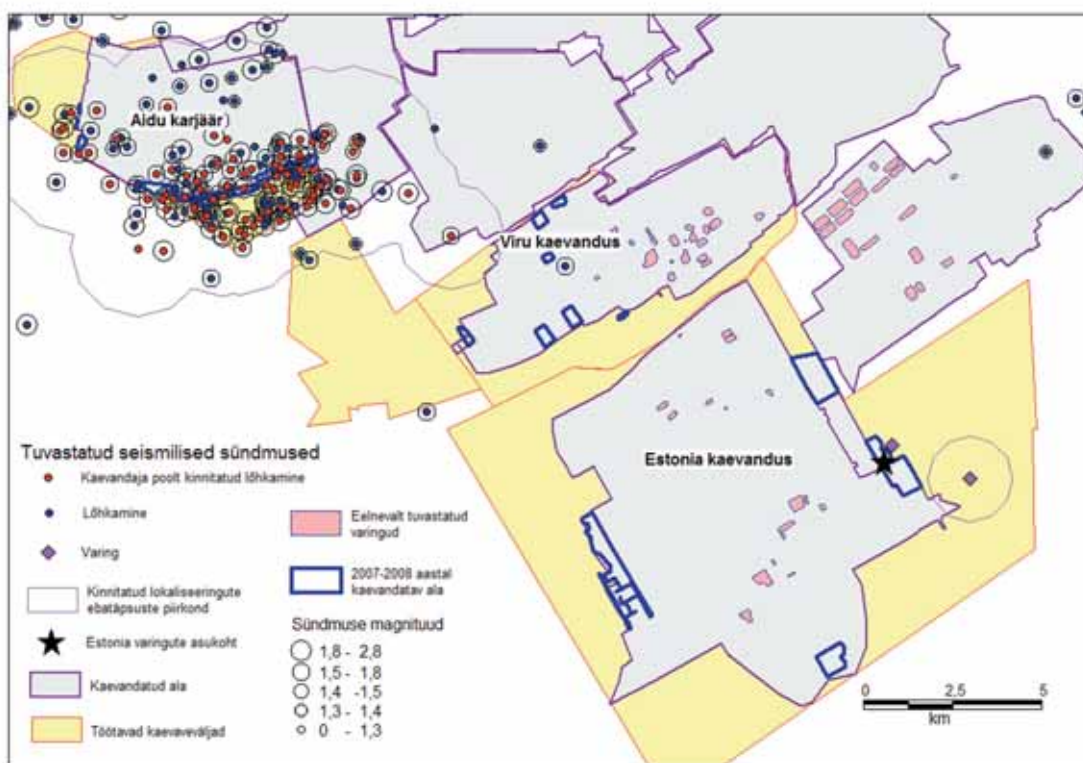 Aidu karjäär
Viru kaevandus
Estonia kaevandus
Tuvastatud seismilised sündmused
Kaevandaja poolt kinnitatud lõhkamine
Lõhkamine
Varing
Kinnitatud lokaliseeringute
ebatäpsuste piirkond
Estonia varingute asukoht
Kaevandatud ala
Töötavad kaeveväljad
Eelnevalt tuvastatud
varingud
2007-2008 aastal
kaevandatav ala
Sündmuse magnituud
1,8 - 2,8
1,5 - 1,8
1,4 -1,5
1,3 - 1,4
0 - 1,3
0 2,5 5
km